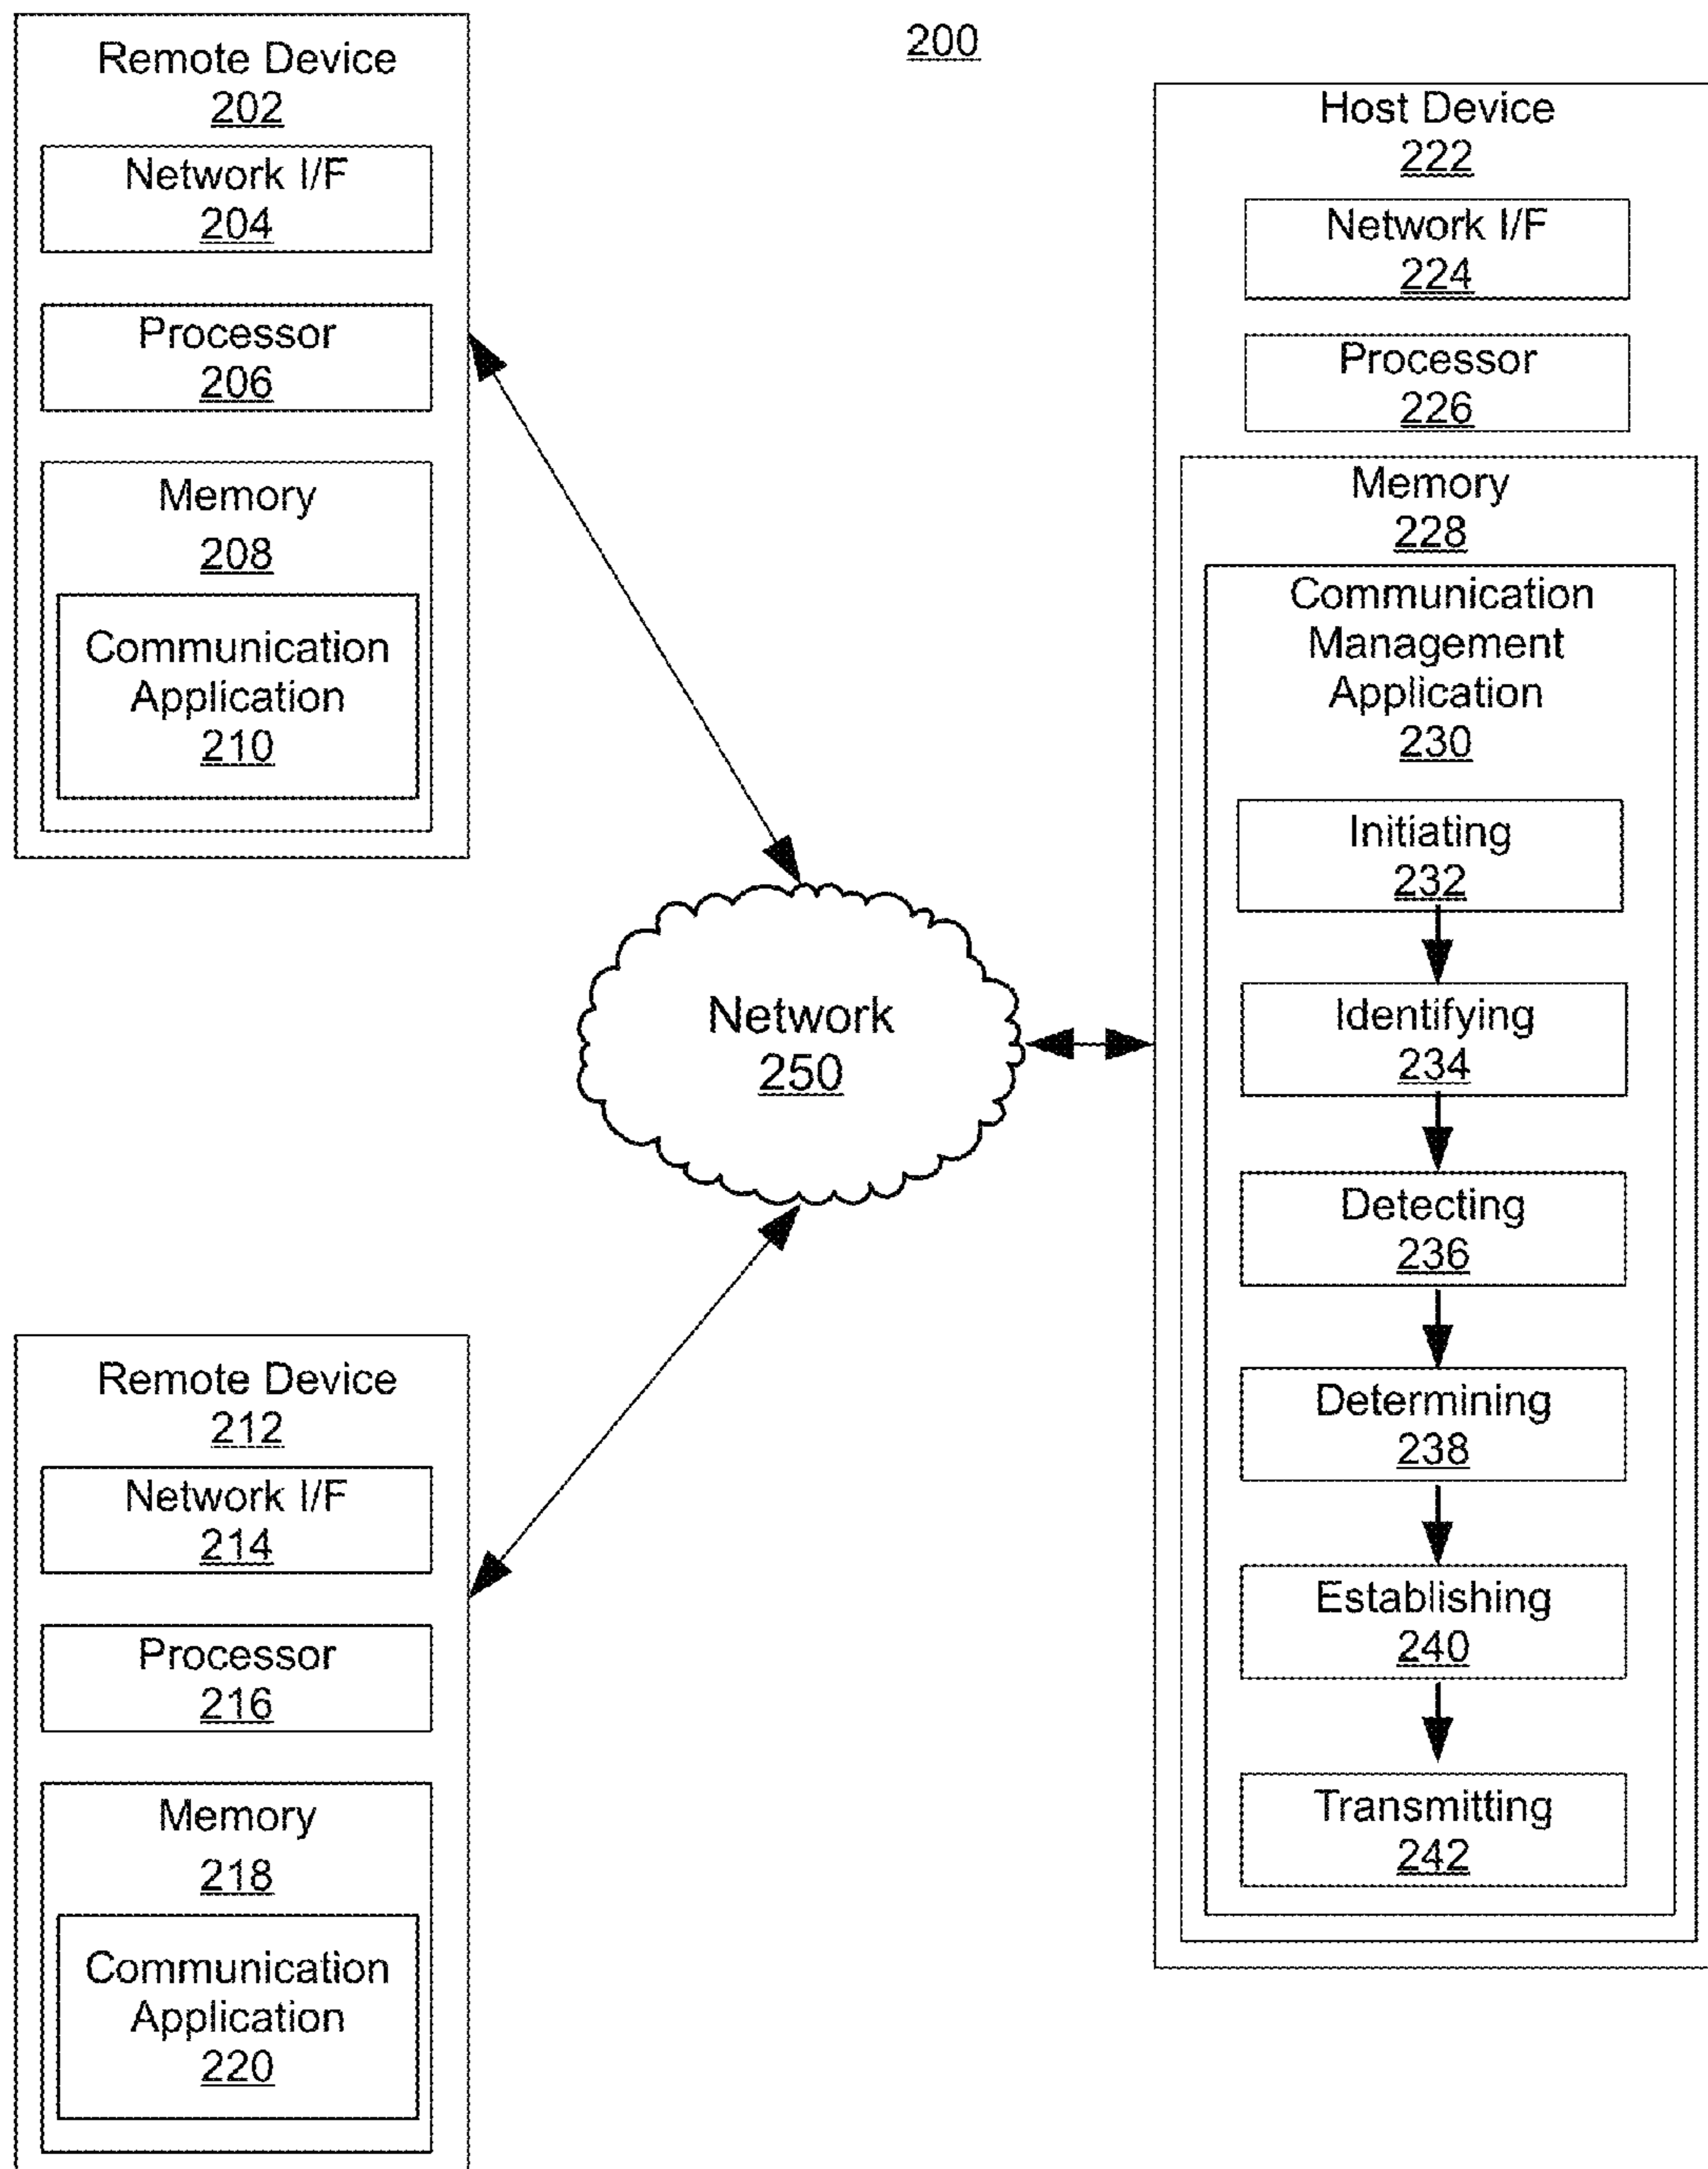 200
Remote Device
202
Network I/F
204
Processor
206
Memory
208
Communication
Application
210
Remote Device
212
Network I/F
214
Processor
216
Memory
218
Communication
Application
220
Network
250
Host Device
222
Network I/F
224
Processor
226
Memory
228
Communication
Management
Application
230
Initiating
232
Identifying
234
Detecting
236
Determining
238
Establishing
240
Transmitting
242